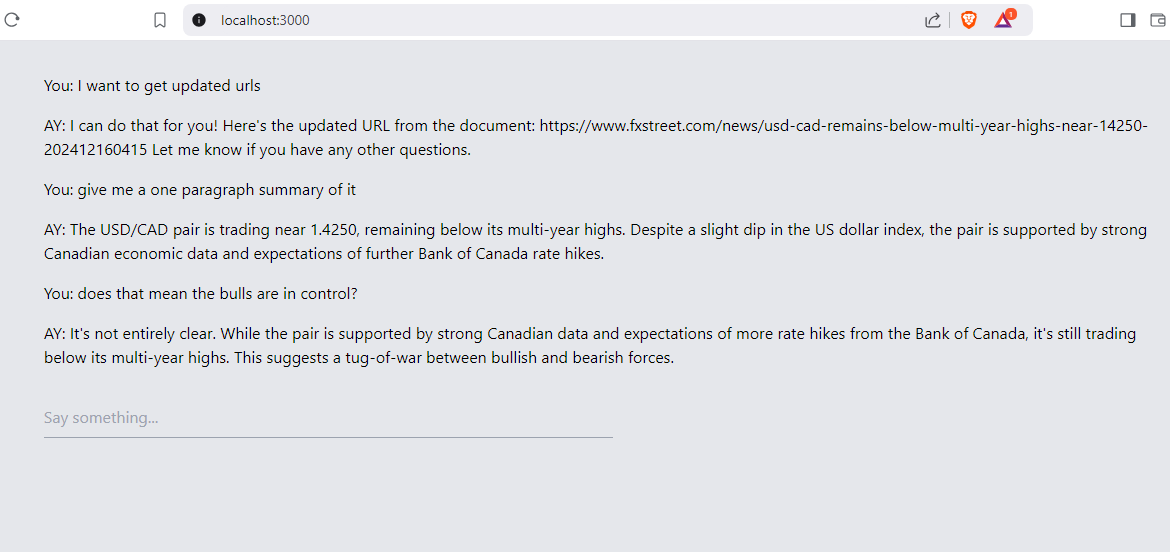 localhost:3000
1
You: I want to get updated urls
AY: I can do that for you! Here's the updated URL from the document: https://www.fxstreet.com/news/usd-cad-remains-below-multi-year-highs-near-14250-
202412160415 Let me know if you have any other questions.
You: give me a one paragraph summary of it
AY: The USD/CAD pair is trading near 1.4250, remaining below its multi-year highs. Despite a slight dip in the US dollar index, the pair is supported by strong
Canadian economic data and expectations of further Bank of Canada rate hikes.
You: does that mean the bulls are in control?
AY: It's not entirely clear. While the pair is supported by strong Canadian data and expectations of more rate hikes from the Bank of Canada, it's still trading
below its multi-year highs. This suggests a tug-of-war between bullish and bearish forces.
Say something...